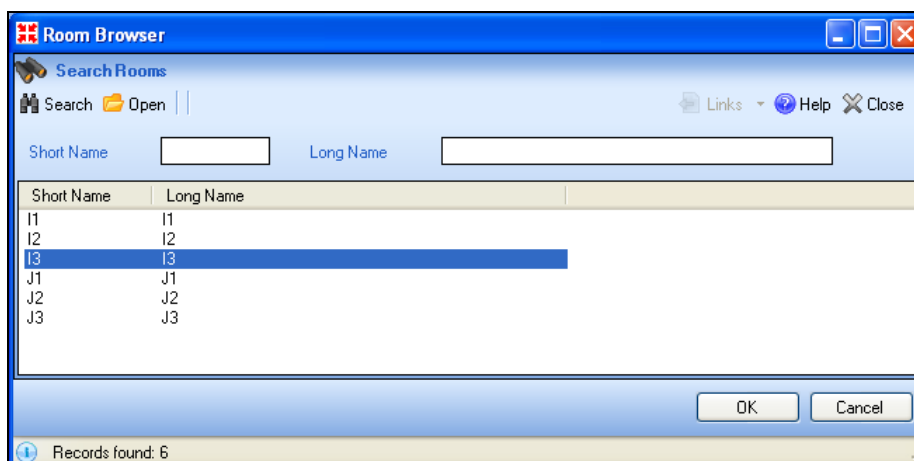 Room Browser
Search Rooms
Search Open Links Help Close
Short Name Long Name
Short Name Long Name
I1 I1
I2 I2
I3 I3
J1 J1
J2 J2
J3 J3
OK Cancel
Records found: 6